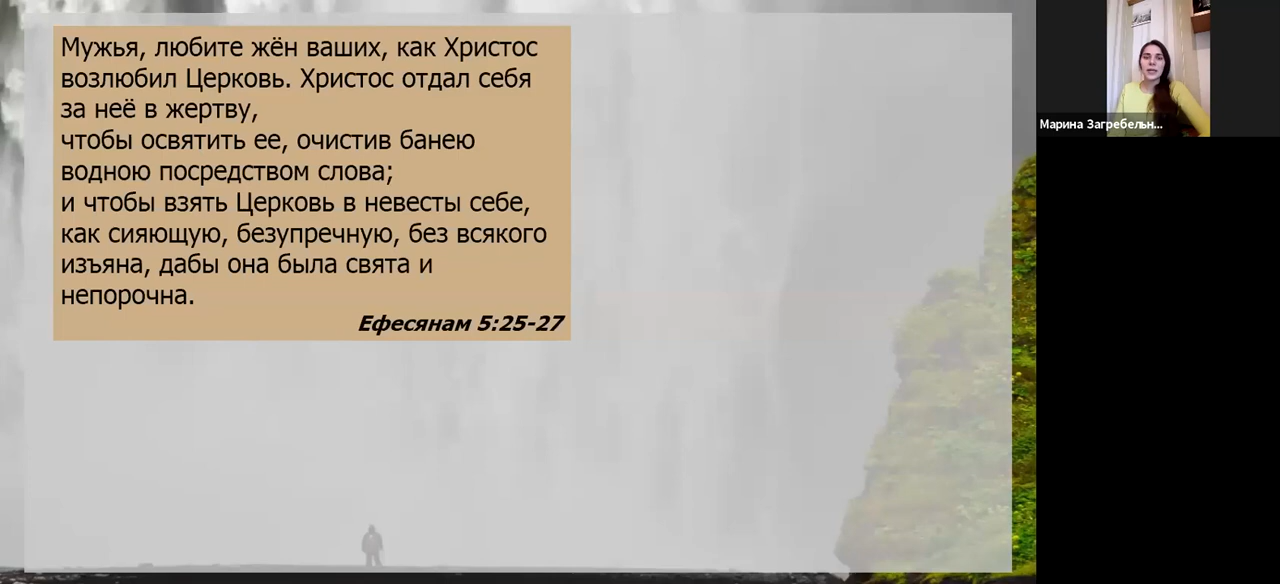 Мужья, любите жён ваших, как Христос
возлюбил Церковь. Христос отдал себя
за неё в жертву,
чтобы освятить ее, очистив банею
водною посредством слова;
и чтобы взять Церковь в невесты себе,
как сияющую, безупречную, без всякого
изъяна, дабы она была свята и
непорочна.
Ефесянам 5:25-27
Марина Загребельн...